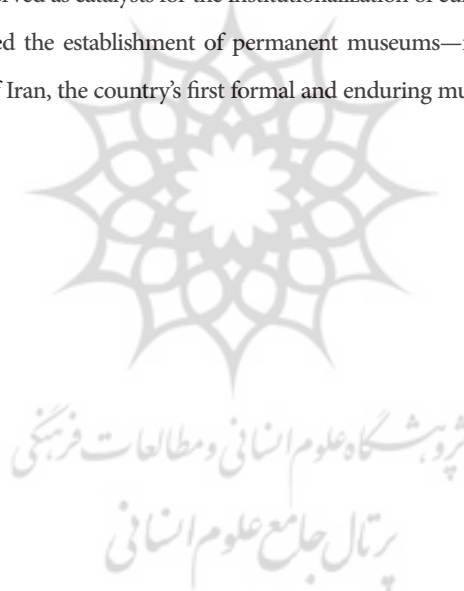 served as catalysts for the institutionalization of
ed the establishment of permanent museums—
Iran, the country's first formal and enduring
پژوهشگاه علوم انسانی و مطالعات فرهنگی
پرتال جامع علوم انسانی